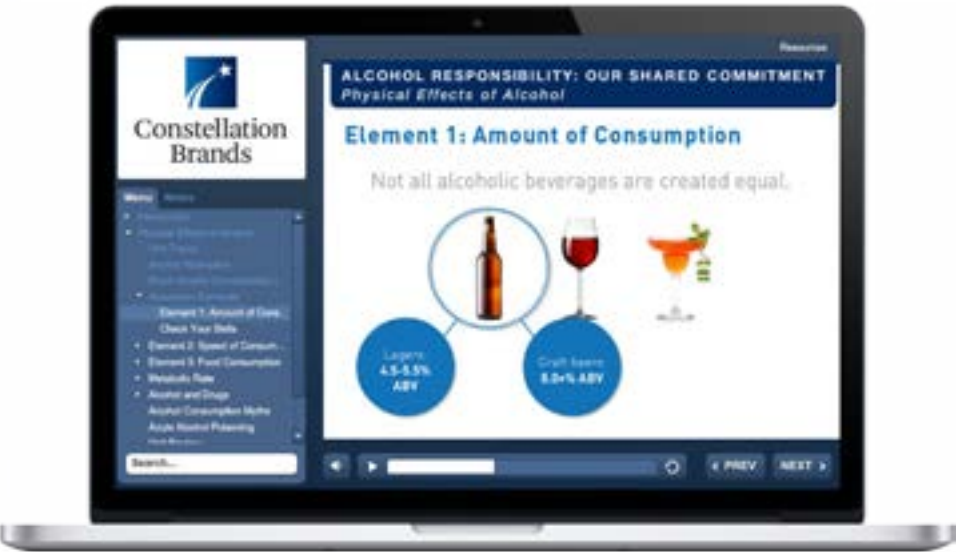 Resources
ALCOHOL RESPONSIBILITY: OUR SHARED COMMITMENT
Physical Effects of Alcohol
Constellation
Brands
Element 1: Amount of Consumption
Not all alcoholic beverages are created equal.
Menu
Element 1: Amount of Cons...
Check Your Skills
Element 2: Speed of Consum...
Element 3: Food Consumption
Metabolic Rate
Alcohol and Drugs
Alcohol Consumption Myths
Acute Alcohol Poisoning
Search...
Lagers
4.5-5.5%
ABV
Craft beers
8.0+% ABV
PREV
NEXT